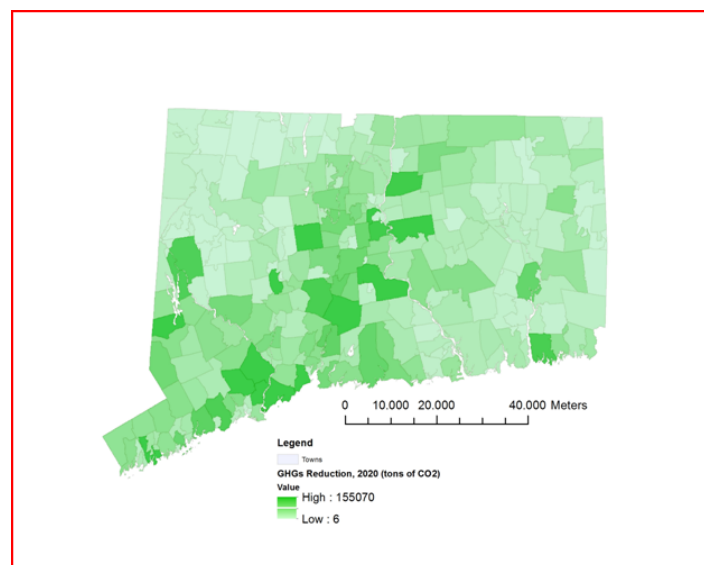 0 10.000 20.000 40.000 Meters
Legend
Towns
GHGs Reduction, 2020 (tons of CO2)
Value
High : 155070
Low : 6